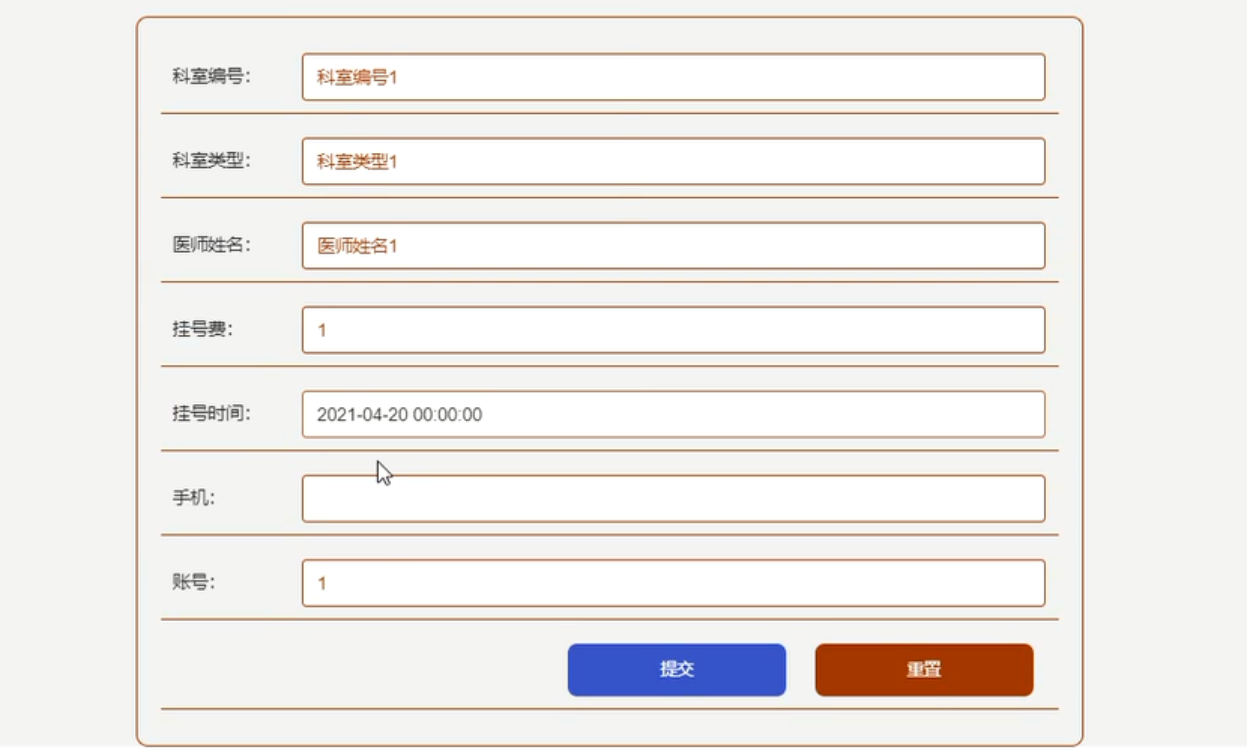 科室编号： 科室编号1
科室类型： 科室类型1
医师姓名： 医师姓名1
挂号费： 1
挂号时间： 2021-04-20 00:00:00
手机：
账号： 1
提交 重置